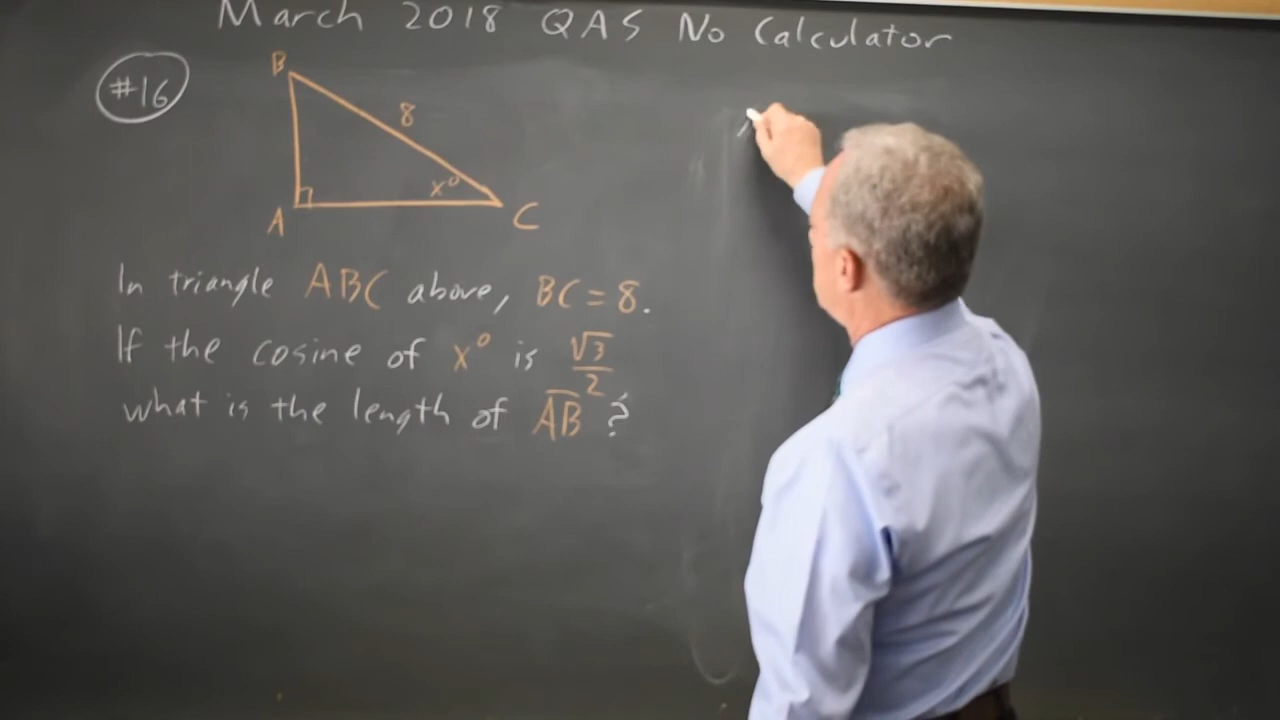 March 2018 QAS No Calculator
#16
B
8
x°
A
C
In triangle ABC above, BC = 8.
If the cosine of x° is √3/2
what is the length of A̅B̅ ?